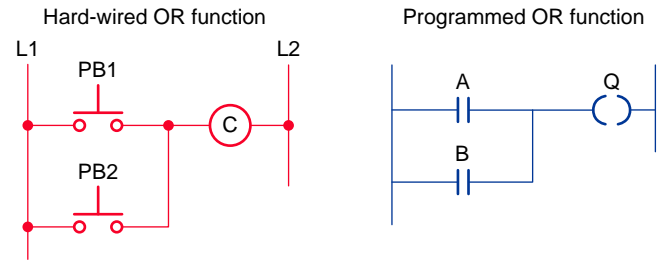 Hard-wired OR function
Programmed OR function
L1
L2
PB1
C
PB2
A
Q
B